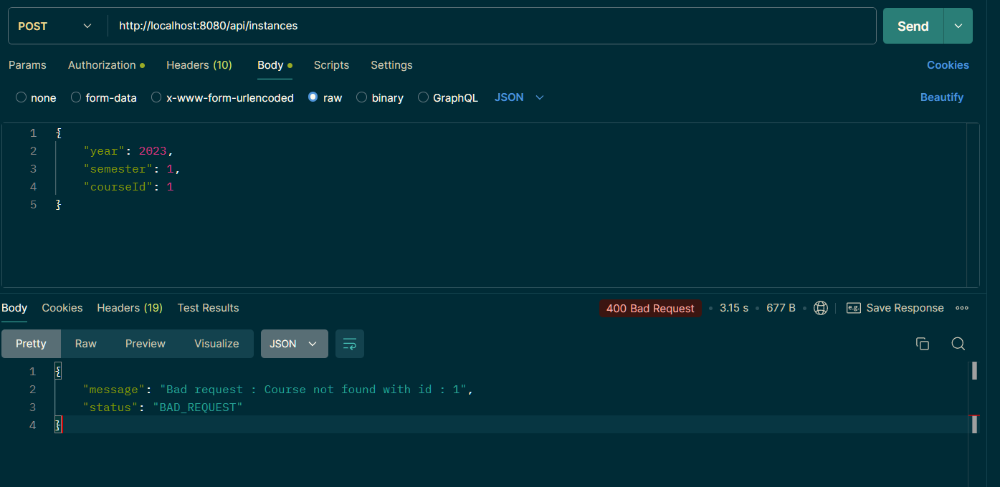 POST http://localhost:8080/api/instances Send
Params Authorization Headers (10) Body Scripts Settings Cookies
none form-data x-www-form-urlencoded raw binary GraphQL JSON Beautify
1 {
2 "year": 2023,
3 "semester": 1,
4 "courseId": 1
5 }
Body Cookies Headers (19) Test Results 400 Bad Request • 3.15 s • 677 B • e.g. Save Response
Pretty Raw Preview Visualize JSON
1 {
2 "message": "Bad request : Course not found with id : 1",
3 "status": "BAD_REQUEST"
4 }